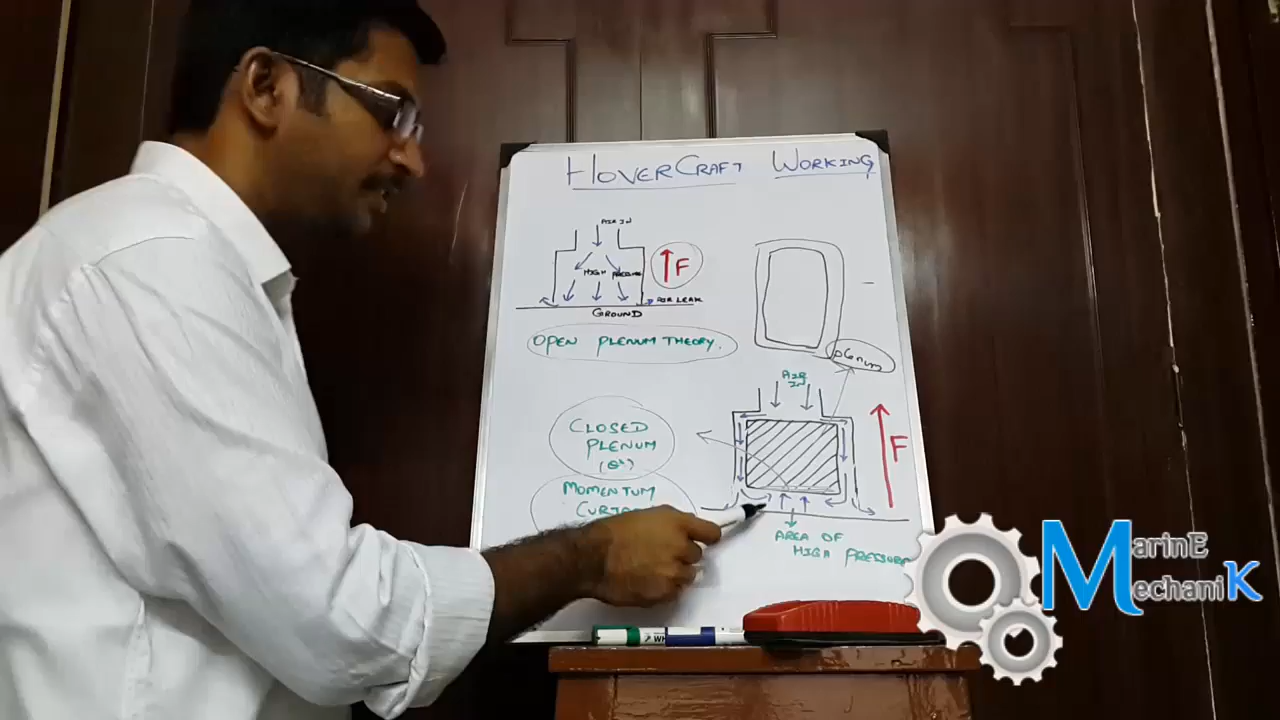 HOVERCRAFT WORKING
AIR IN
HIGH PRESSURE
F
AIR LEAK
GROUND
OPEN PLENUM THEORY.
PLENUM
AIR
IN
CLOSED
PLENUM
MOMENTUM
F
AREA OF
HIGH PRESSURE
MarinE
MechaniK